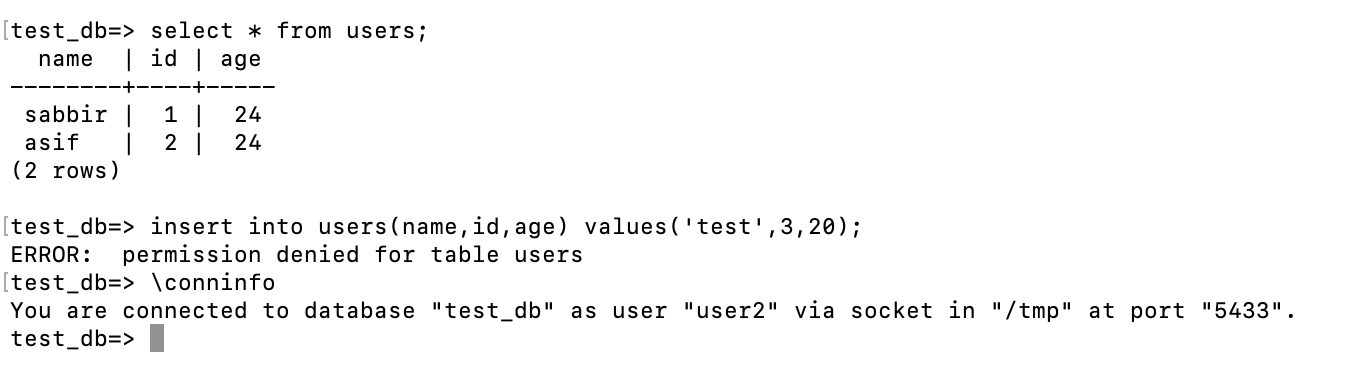 [test_db=> select * from users;
  name  | id | age
--------+----+-----
 sabbir |  1 |  24
 asif   |  2 |  24
(2 rows)

[test_db=> insert into users(name,id,age) values('test',3,20);
ERROR:  permission denied for table users
[test_db=> \conninfo
You are connected to database "test_db" as user "user2" via socket in "/tmp" at port "5433".
test_db=>